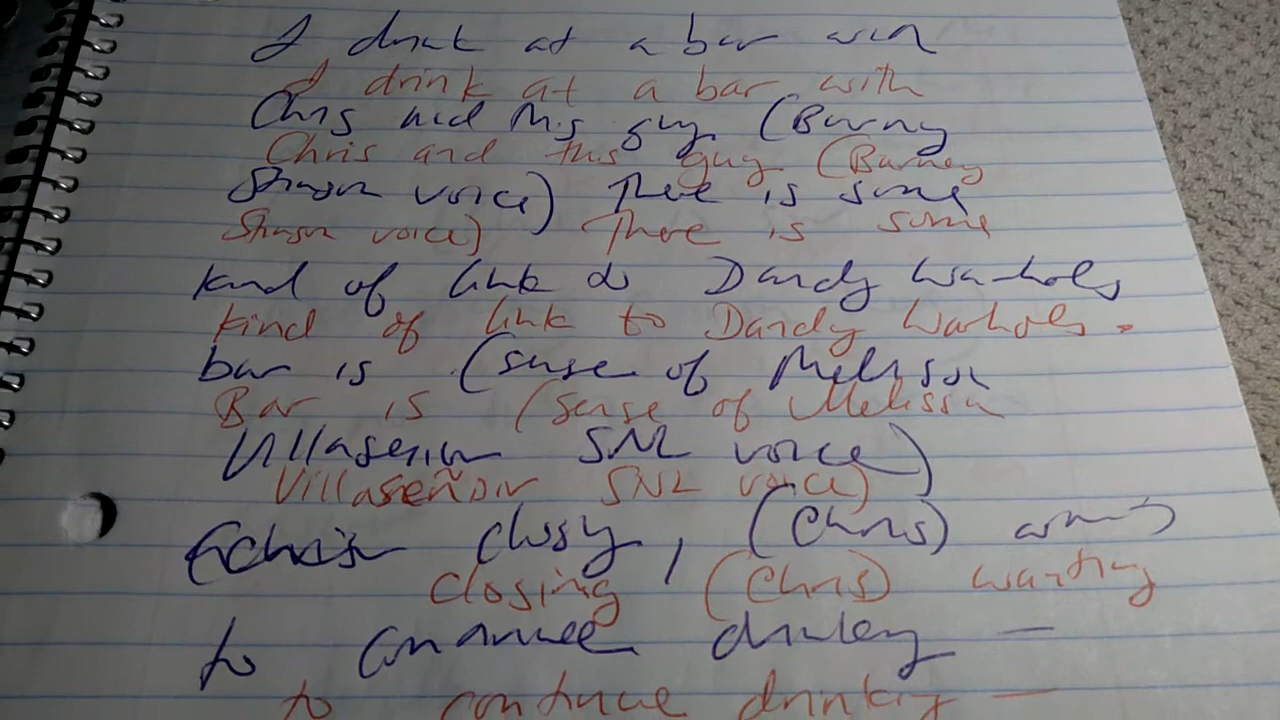 I drink at a bar with
I drink at a bar with
Chris and this guy (Barney
Chris and this guy (Barney
Stinson voice) There is some
Stinson voice) There is some
kind of link to Dandy Warhols
kind of link to Dandy Warhols.
bar is (sense of Melissa
Bar is (sense of Melissa
Villasenor SNL voice)
Villaseñor SNL voice)
closing, (Chris) wanting
closing (Chris) wanting
to continue drinking —
to continue drinking —